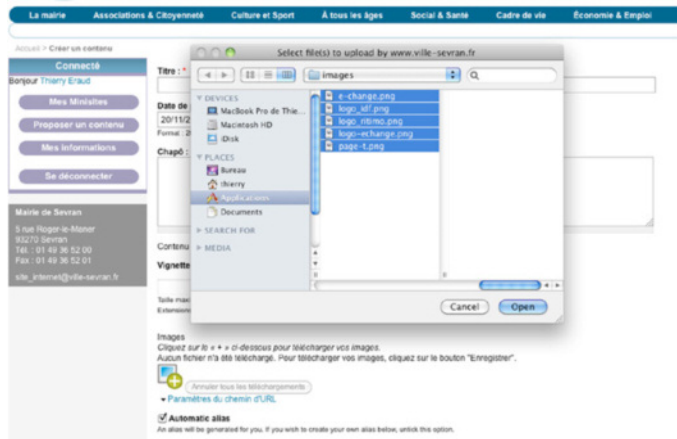 La mairie Associations & Citoyenneté Culture et Sport À tous les âges Social & Santé Cadre de vie Économie & Emploi
Accueil > Créer un contenu
Connecté
Bonjour Thierry Eraud
Mes Minisites
Proposer un contenu
Mes informations
Se déconnecter
Mairie de Sevran
5 rue Roger-le-Maner
93270 Sevran
Tél. : 01 49 36 52 00
Fax : 01 49 36 52 01
site_internet@ville-sevran.fr
Titre : *
Date de
20/11/2
Format : 20
Chapô :
Contenu
Vignette
Taille maxi
Extensions
Select file(s) to upload by www.ville-sevran.fr
images
DEVICES
MacBook Pro de Thie...
Macintosh HD
iDisk
PLACES
Bureau
thierry
Applications
Documents
SEARCH FOR
MEDIA
e-change.png
logo_idf.png
logo_ritimo.png
logo-echange.png
page-t.png
Cancel Open
Images
Cliquez sur le « + » ci-dessous pour télécharger vos images.
Aucun fichier n'a été téléchargé. Pour télécharger vos images, cliquez sur le bouton "Enregistrer".
Annuler tous les téléchargements
Paramètres du chemin d'URL
Automatic alias
An alias will be generated for you. If you wish to create your own alias below, untick this option.